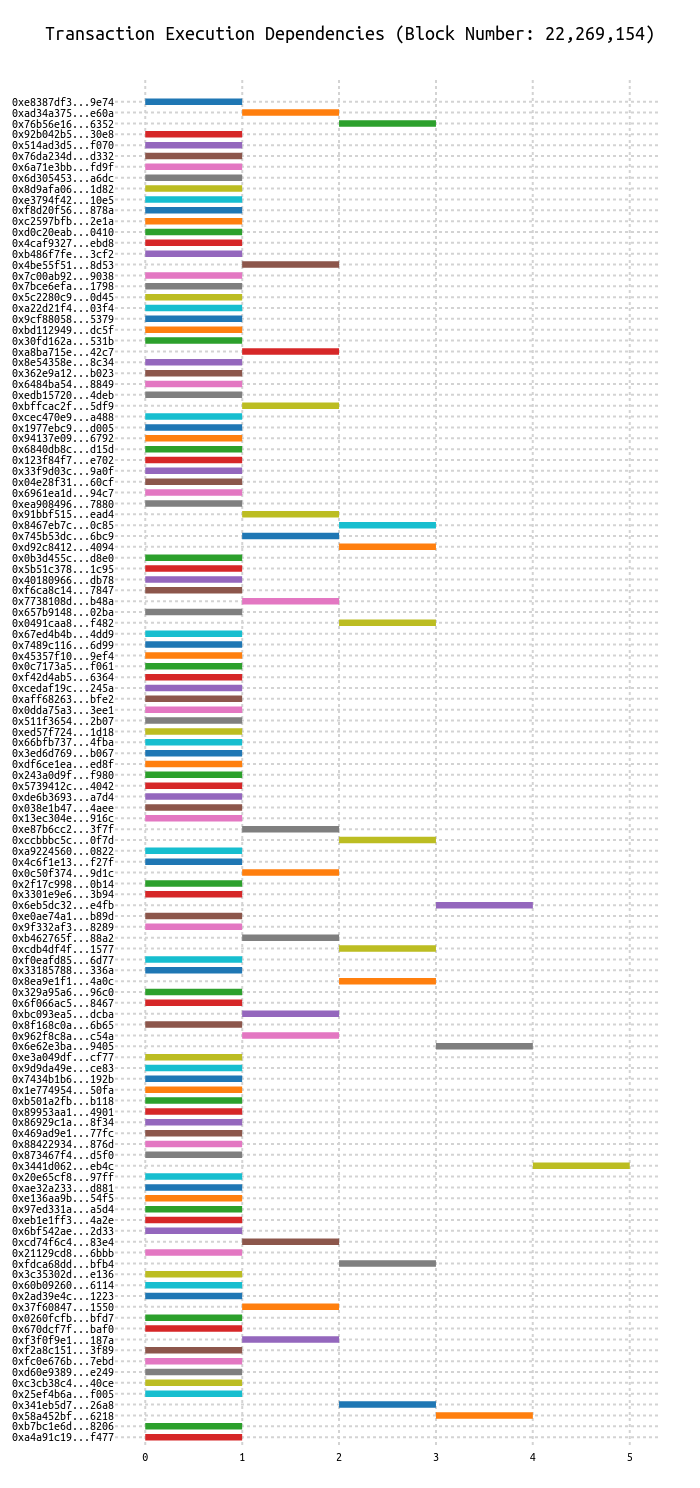 Transaction Execution Dependencies (Block Number: 22,269,154)
0xe8387df3...9e74
0xad34a375...e60a
0x76b56e16...6352
0x92b042b5...30e8
0x514ad3d5...f070
0x76da234d...d332
0x6a71e3bb...fd9f
0x6d305453...a6dc
0x8d9afa06...1d82
0xe3794f42...10e5
0xf8d20f56...878a
0xc2597bfb...2e1a
0xd0c20eab...0410
0x4caf9327...ebd8
0xb486f7fe...3cf2
0x4be55f51...8d53
0x7c00ab92...9038
0x7bce6efa...1798
0x5c2280c9...0d45
0xa22d21f4...03f4
0x9cf88058...5379
0xbd112949...dc5f
0x30fd162a...531b
0xa8ba715e...42c7
0x8e54358e...8c34
0x362e9a12...b023
0x6484ba54...8849
0xedb15720...4deb
0xbffcac2f...5df9
0xcec470e9...a488
0x1977ebc9...d005
0x94137e09...6792
0x6840db8c...d15d
0x123f84f7...e702
0x33f9d03c...9a0f
0x04e28f31...60cf
0x6961ea1d...94c7
0xea908496...7880
0x91bbf515...ead4
0x8467eb7c...0c85
0x745b53dc...6bc9
0xd92c8412...4094
0x0b3d455c...d8e0
0x5b51c378...1c95
0x40180966...db78
0xf6ca8c14...7847
0x7738108d...b48a
0x657b9148...02ba
0x0491caa8...f482
0x67ed4b4b...4dd9
0x7489c116...6d99
0x45357f10...9ef4
0x0c7173a5...f061
0xf42d4ab5...6364
0xcedaf19c...245a
0xaff68263...bfe2
0x0dda75a3...3ee1
0x511f3654...2b07
0xed57f724...1d18
0x66bfb737...4fba
0x3ed6d769...b067
0xdf6ce1ea...ed8f
0x243a0d9f...f980
0x5739412c...4042
0xde6b3693...a7d4
0x038e1b47...4aee
0x13ec304e...916c
0xe87b6cc2...3f7f
0xccbbbc5c...0f7d
0xa9224560...0822
0x4c6f1e13...f27f
0x0c50f374...9d1c
0x2f17c998...0b14
0x3301e9e6...3b94
0x6eb5dc32...e4fb
0xe0ae74a1...b89d
0x9f332af3...8289
0xb462765f...88a2
0xcdb4df4f...1577
0xf0eafd85...6d77
0x33185788...336a
0x8ea9e1f1...4a0c
0x329a95a6...96c0
0x6f066ac5...8467
0xbc093ea5...dcba
0x8f168c0a...6b65
0x962f8c8a...c54a
0x6e62e3ba...9405
0xe3a049df...cf77
0x9d9da49e...ce83
0x7434b1b6...192b
0x1e774954...50fa
0xb501a2fb...b118
0x89953aa1...4901
0x86929c1a...8f34
0x469ad9e1...77fc
0x88422934...876d
0x873467f4...d5f0
0x3441d062...eb4c
0x20e65cf8...97ff
0xae32a233...d881
0xe136aa9b...54f5
0x97ed331a...a5d4
0xeb1e1ff3...4a2e
0x6bf542ae...2d33
0xcd74f6c4...83e4
0x21129cd8...6bbb
0xfdca68dd...bfb4
0x3c35302d...e136
0x60b09260...6114
0x2ad39e4c...1223
0x37f60847...1550
0x0260fcfb...bfd7
0x670dcf7f...baf0
0xf3f0f9e1...187a
0xf2a8c151...3f89
0xfc0e676b...7ebd
0xd60e9389...e249
0xc3cb38c4...40ce
0x25ef4b6a...f005
0x341eb5d7...26a8
0x58a452bf...6218
0xb7bc1e6d...8206
0xa4a91c19...f477
0 1 2 3 4 5